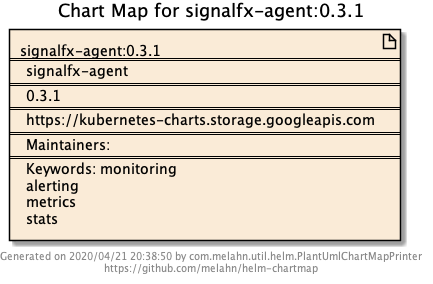 Chart Map for signalfx-agent:0.3.1
signalfx-agent:0.3.1
signalfx-agent
0.3.1
https://kubernetes-charts.storage.googleapis.com
Maintainers:
Keywords: monitoring
alerting
metrics
stats
Generated on 2020/04/21 20:38:50 by com.melahn.util.helm.PlantUmlChartMapPrinter
https://github.com/melahn/helm-chartmap